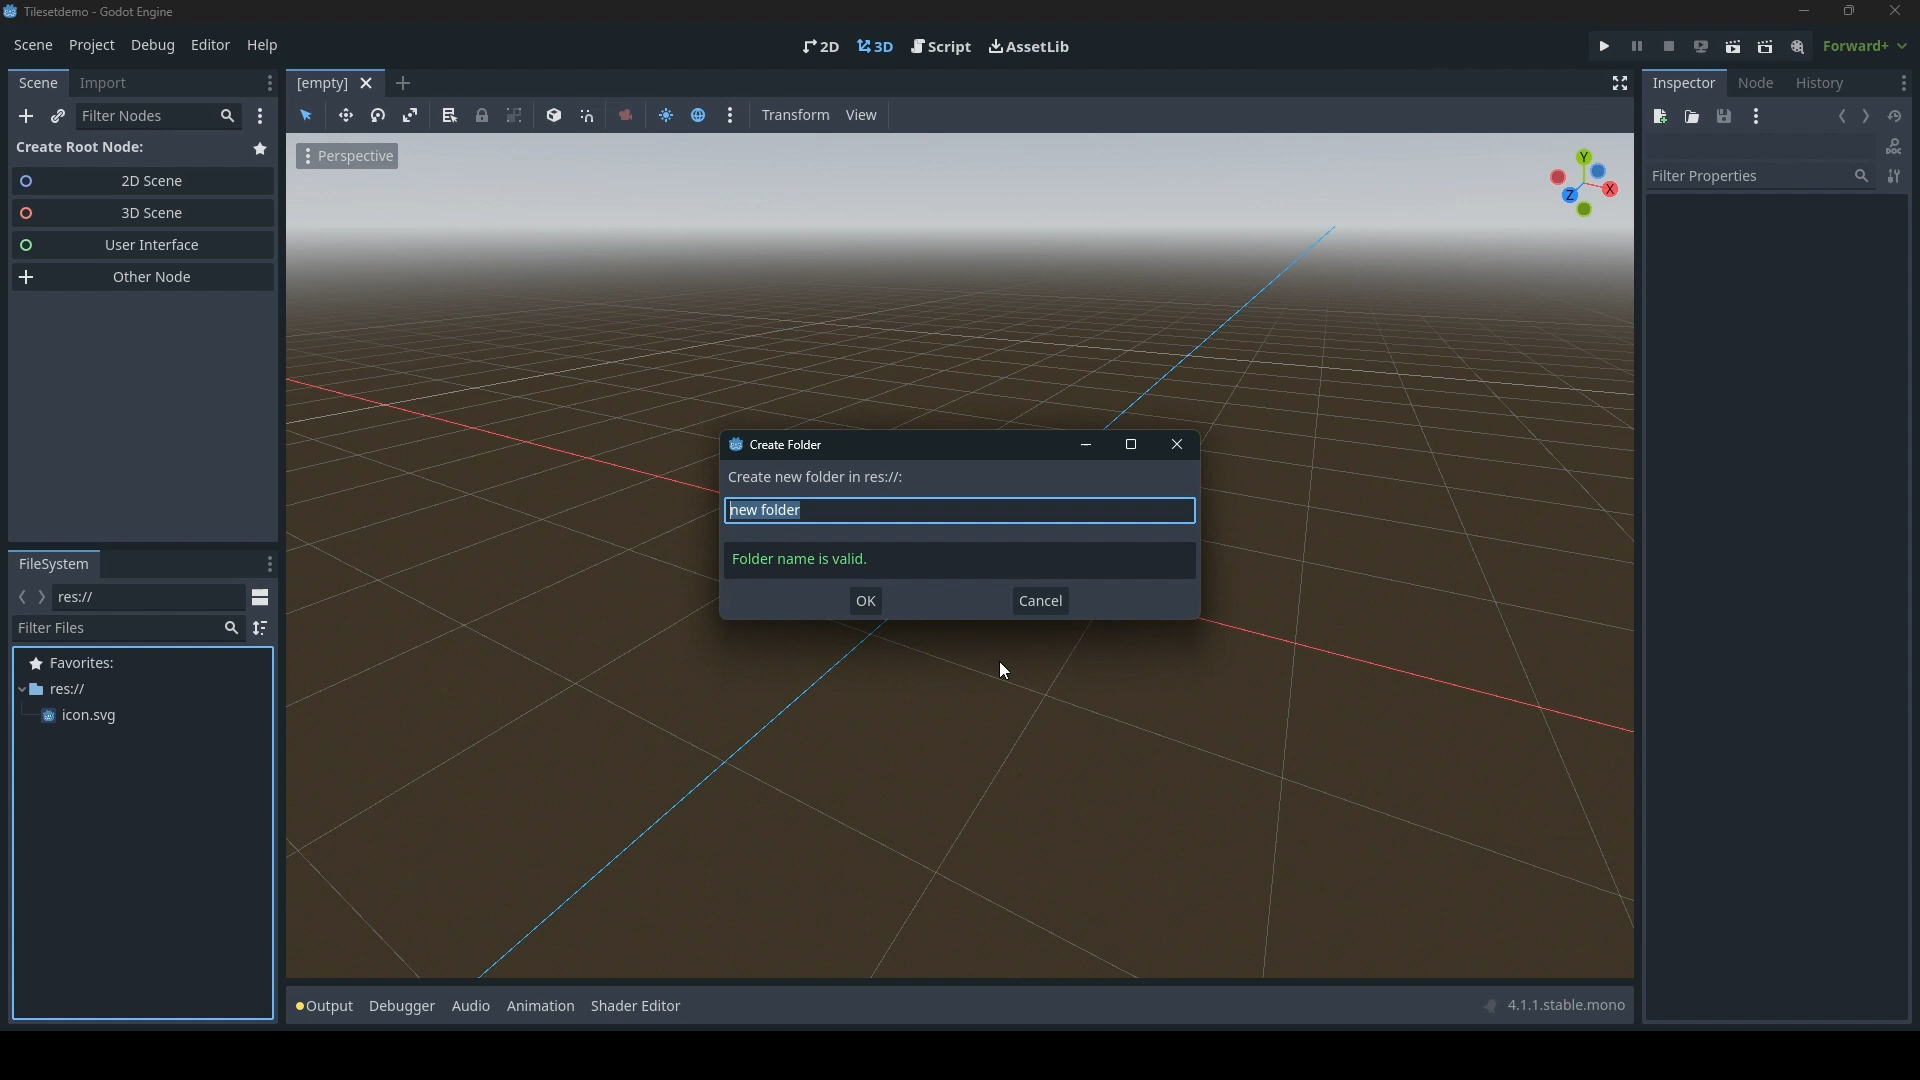 Tilesetdemo - Godot Engine
Scene Project Debug Editor Help
2D 3D Script AssetLib
Forward+
Scene Import
[empty]
Inspector Node History
Filter Nodes
Transform View
Create Root Node:
Perspective
Y
X
Z
DOC
2D Scene
Filter Properties
3D Scene
User Interface
Other Node
Create Folder
Create new folder in res://:
new folder
Folder name is valid.
OK Cancel
FileSystem
res://
Filter Files
Favorites:
res://
icon.svg
Output Debugger Audio Animation Shader Editor
4.1.1.stable.mono